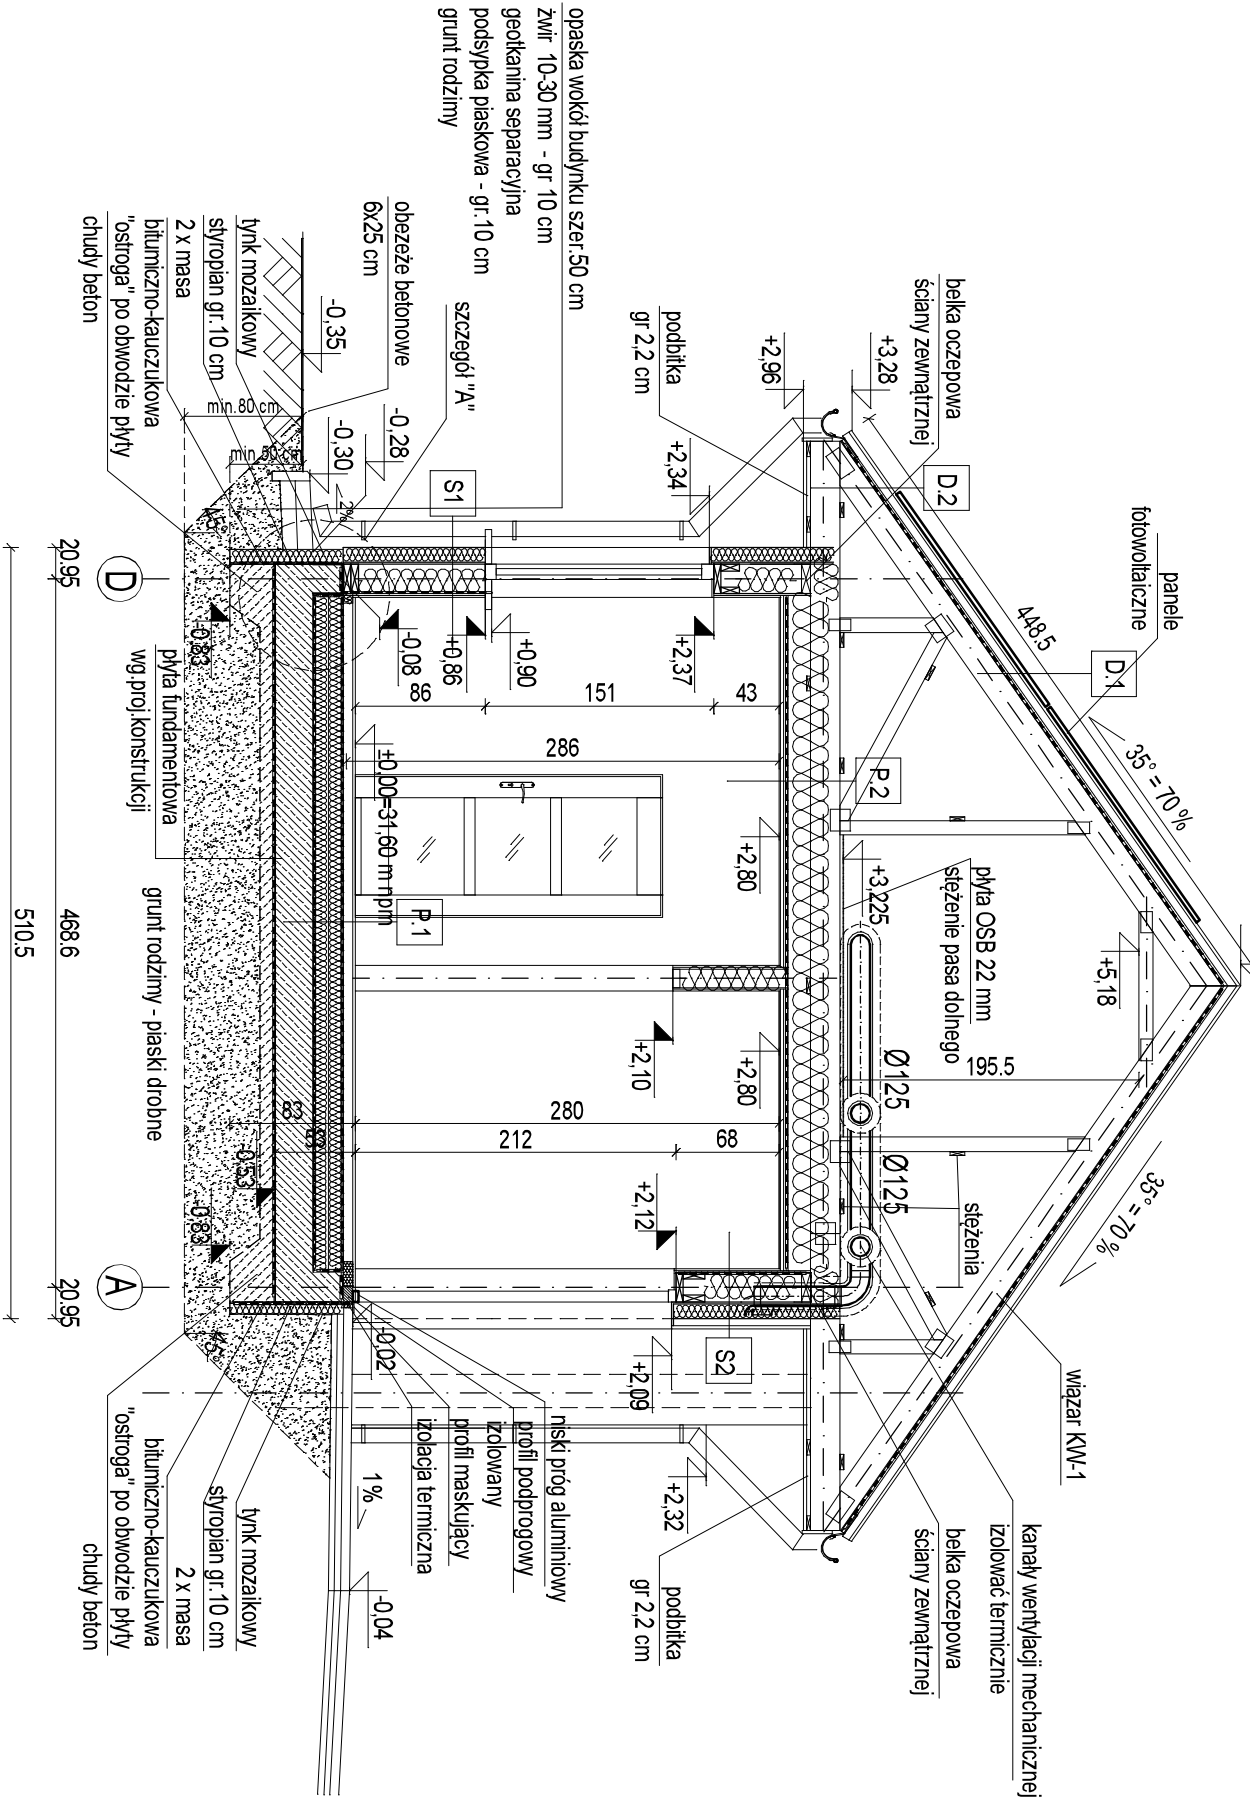 opaska wokół budynku szer.50 cm
żwir 10-30 mm - gr 10 cm
geotkanina separacyjna
podsypka piaskowa - gr.10 cm
grunt rodzimy
obezeże betonowe
6x25 cm
szczegół "A"
tynk mozaikowy
styropian gr.10 cm
2 x masa
bitumiczno-kauczukowa
"ostroga" po obwodzie płyty
chudy beton
-0,35
-0,30
-0,28
2%
min.80 cm
min.50 cm
45°
belka oczepowa
ściany zewnątrznej
podbitka
gr 2,2 cm
+3,28
+2,96
+2,34
D.2
S1
panele
fotowoltaiczne
448.5
D.1
35° = 70 %
P.2
+3,225
płyta OSB 22 mm
stężenie pasa dolnego
+5,18
195.5
Ø125
Ø125
35° = 70 %
stężenia
wiązar KW-1
kanały wentylacji mechanicznej
izolować termicznie
belka oczepowa
ściany zewnątrznej
podbitka
gr 2,2 cm
+2,37
+0,90
+0,86
-0,08
43
151
86
286
+2,80
+2,80
+2,10
280
212
68
+2,12
+2,09
S2
+2,32
±0,00=31,60 m npm
P.1
83
53
-0,53
-0,83
-0,83
-0,02
-0,04
1%
niski próg aluminiowy
profil podprogowy
izolowany
profil maskujący
izolacja termiczna
płyta fundamentowa
wg.proj.konstrukcji
grunt rodzimy - piaski drobne
45°
tynk mozaikowy
styropian gr.10 cm
2 x masa
bitumiczno-kauczukowa
"ostroga" po obwodzie płyty
chudy beton
D
A
20.95
468.6
20.95
510.5